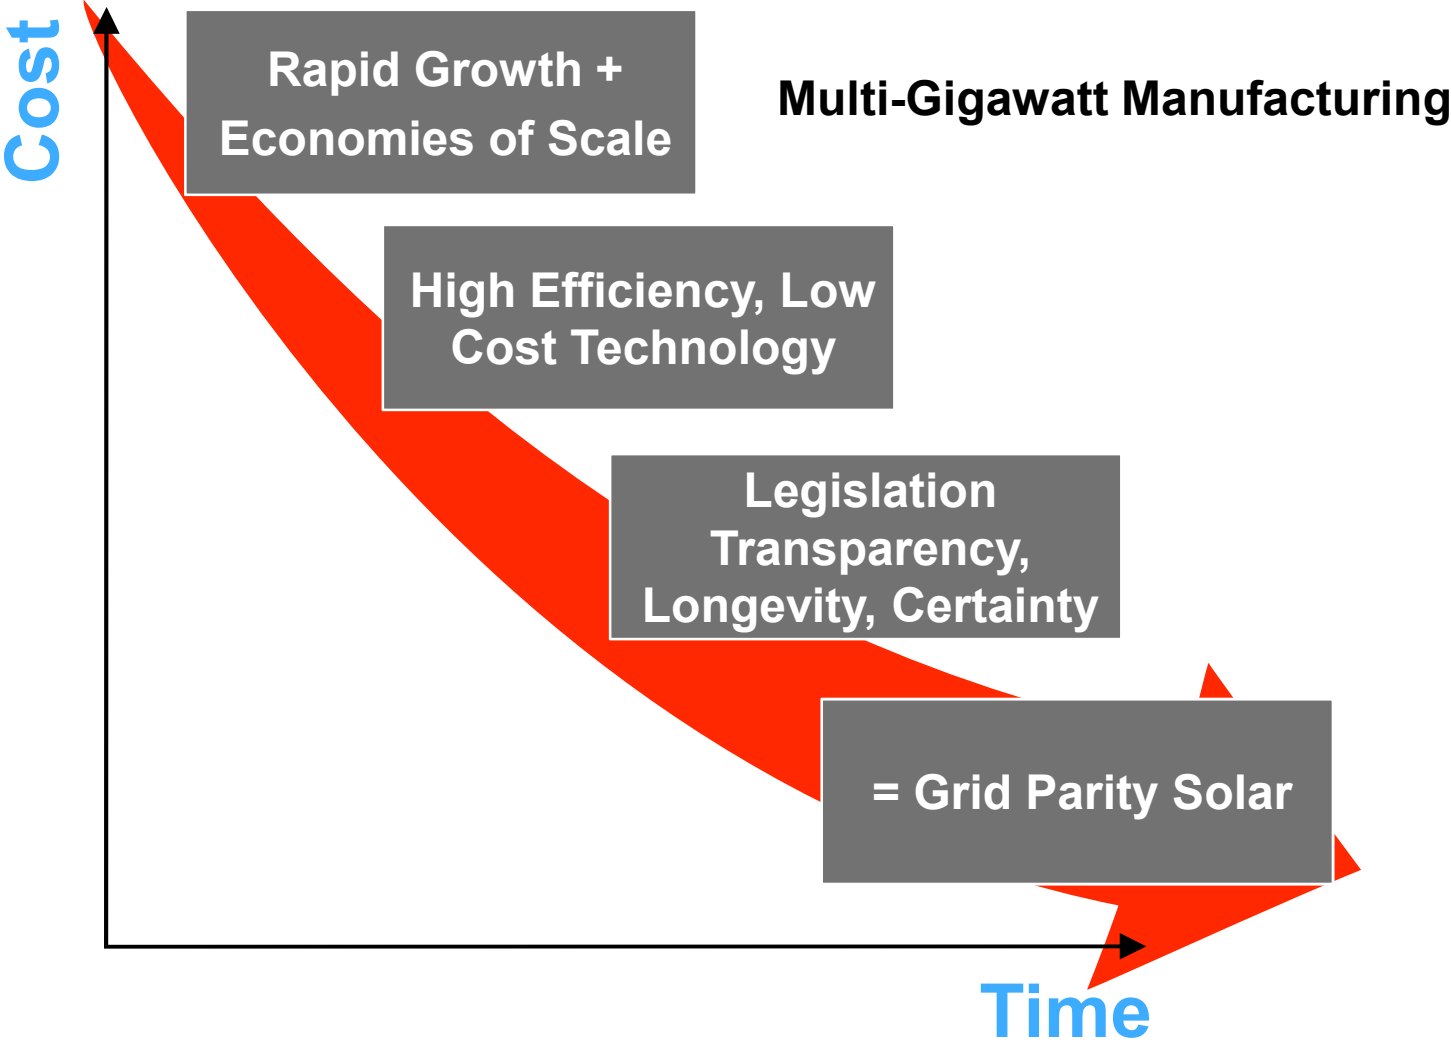 Cost
Rapid Growth +
Economies of Scale
Multi-Gigawatt Manufacturing
High Efficiency, Low
Cost Technology
Legislation
Transparency,
Longevity, Certainty
= Grid Parity Solar
Time